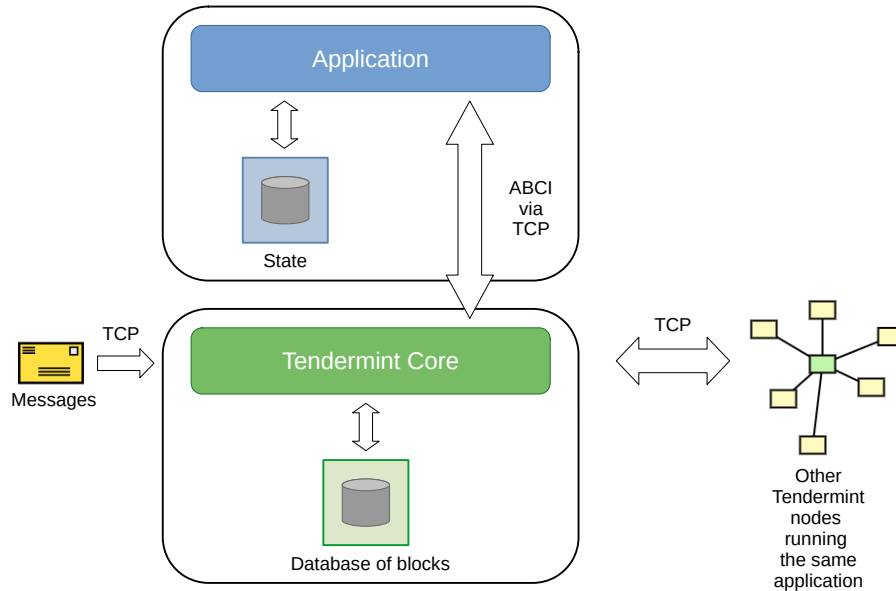 Application
ABCI
via
TCP
State
TCP
Messages
Tendermint Core
TCP
Database of blocks
Other
Tendermint
nodes
running
the same
application